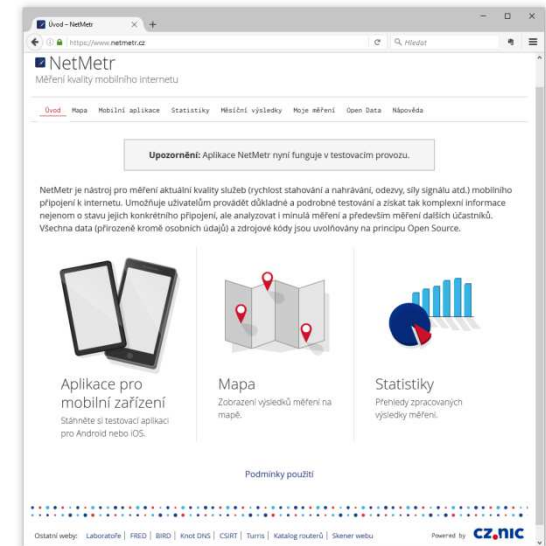 Úvod – NetMetr
https://www.netmetr.cz
Hledat
NetMetr
Měření kvality mobilního internetu
Úvod Mapa Mobilní aplikace Statistiky Měsíční výsledky Moje měření Open Data Nápověda
Upozornění: Aplikace NetMetr nyní funguje v testovacím provozu.
NetMetr je nástroj pro měření aktuální kvality služeb (rychlost stahování a nahrávání, odezvy, síly signálu atd.) mobilního
připojení k internetu. Umožňuje uživatelům provádět důkladné a podrobné testování a získat tak komplexní informace
nejenom o stavu jejich konkrétního připojení, ale analyzovat i minulá měření a především měření dalších účastníků.
Všechna data (přirozeně kromě osobních údajů) a zdrojové kódy jsou uvolňovány na principu Open Source.
Aplikace pro
mobilní zařízení
Stáhněte si testovací aplikaci
pro Android nebo iOS.
Mapa
Zobrazení výsledků měření na
mapě.
Statistiky
Přehledy zpracovaných
výsledky měření.
Podmínky použití
Ostatní weby: Laboratoře | FRED | BIRD | Knot DNS | CSIRT | Turris | Katalog routerů | Skener webu
Powered by CZ.NIC